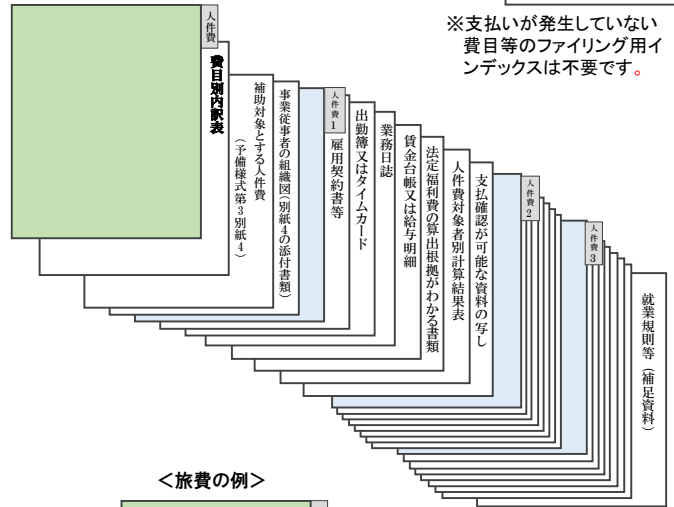 ※支払いが発生していない
費目等のファイリング用イ
ンデックスは不要です。
人件費
費目別内訳表
補助対象とする人件費
（予備様式第3別紙4）
事業従事者の組織図（別紙4の添付書類）
人件費1
雇用契約書等
出勤簿又はタイムカード
業務日誌
賃金台帳又は給与明細
法定福利費の算出根拠がわかる書類
人件費対象者別計算結果表
支払確認が可能な資料の写し
人件費2
人件費3
就業規則等（補足資料）
＜旅費の例＞